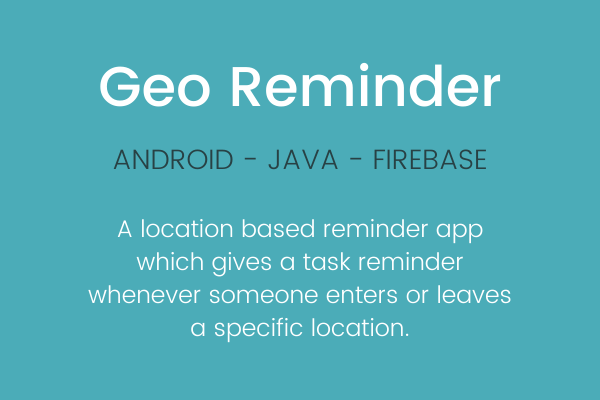 Geo Reminder
ANDROID - JAVA - FIREBASE
A location based reminder app
which gives a task reminder
whenever someone enters or leaves
a specific location.